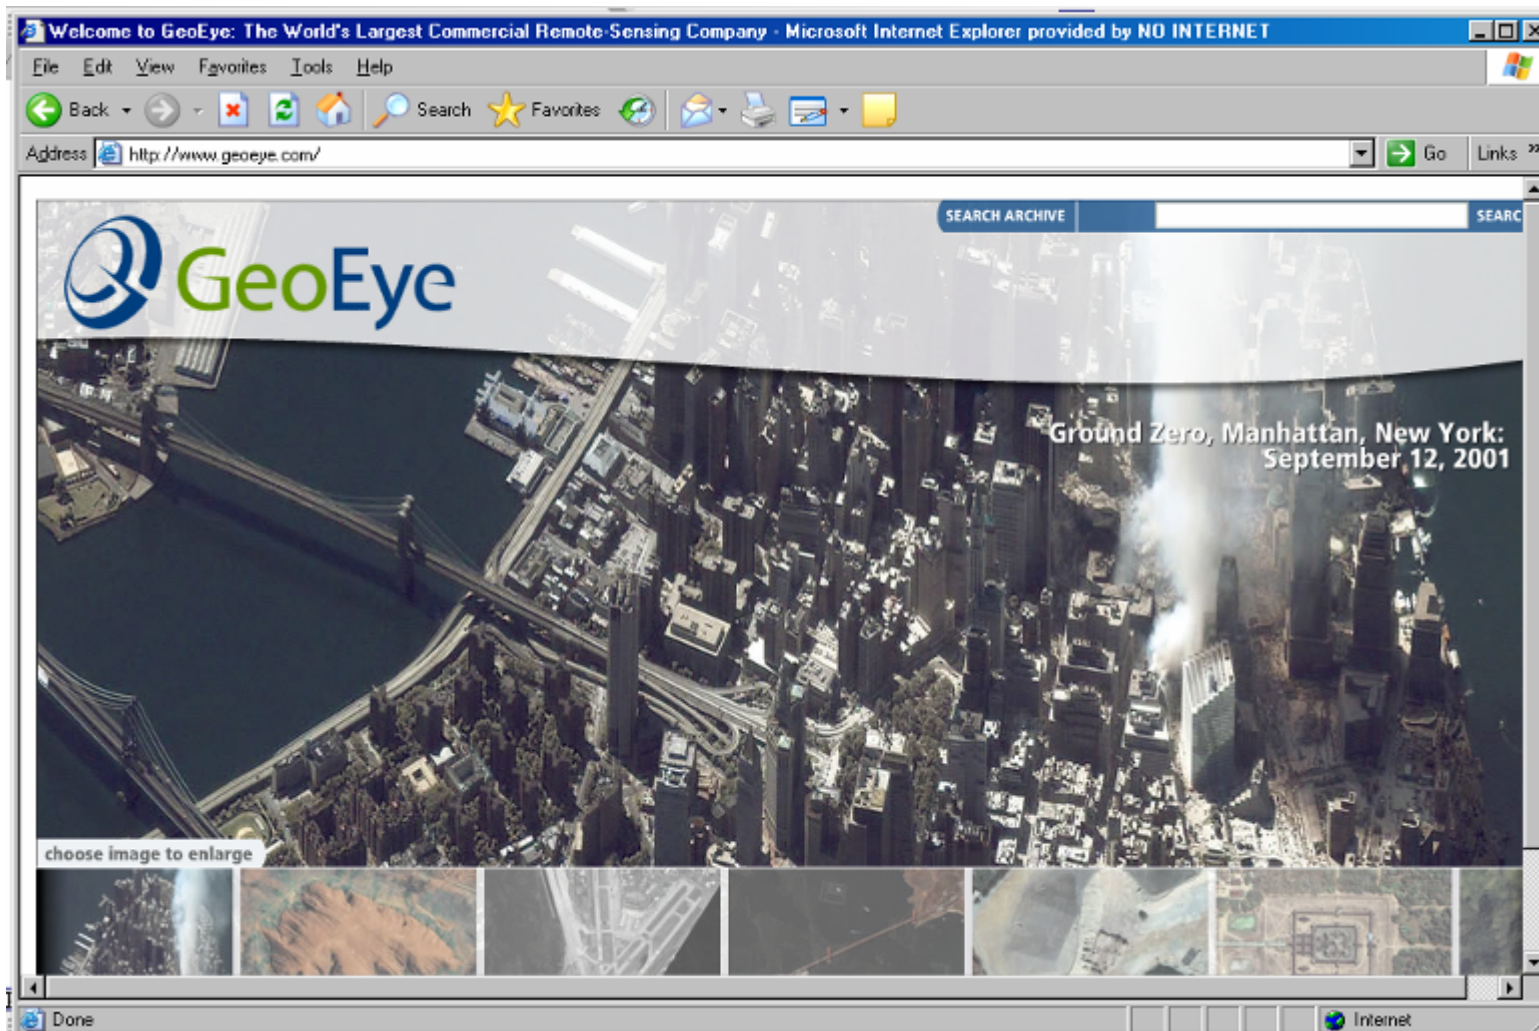 Welcome to GeoEye: The World's Largest Commercial Remote-Sensing Company - Microsoft Internet Explorer provided by NO INTERNET
File Edit View Favorites Tools Help
Back Search Favorites
Address http://www.geoeye.com/ Go Links »
SEARCH ARCHIVE SEARC
GeoEye
Ground Zero, Manhattan, New York:
September 12, 2001
choose image to enlarge
Done Internet